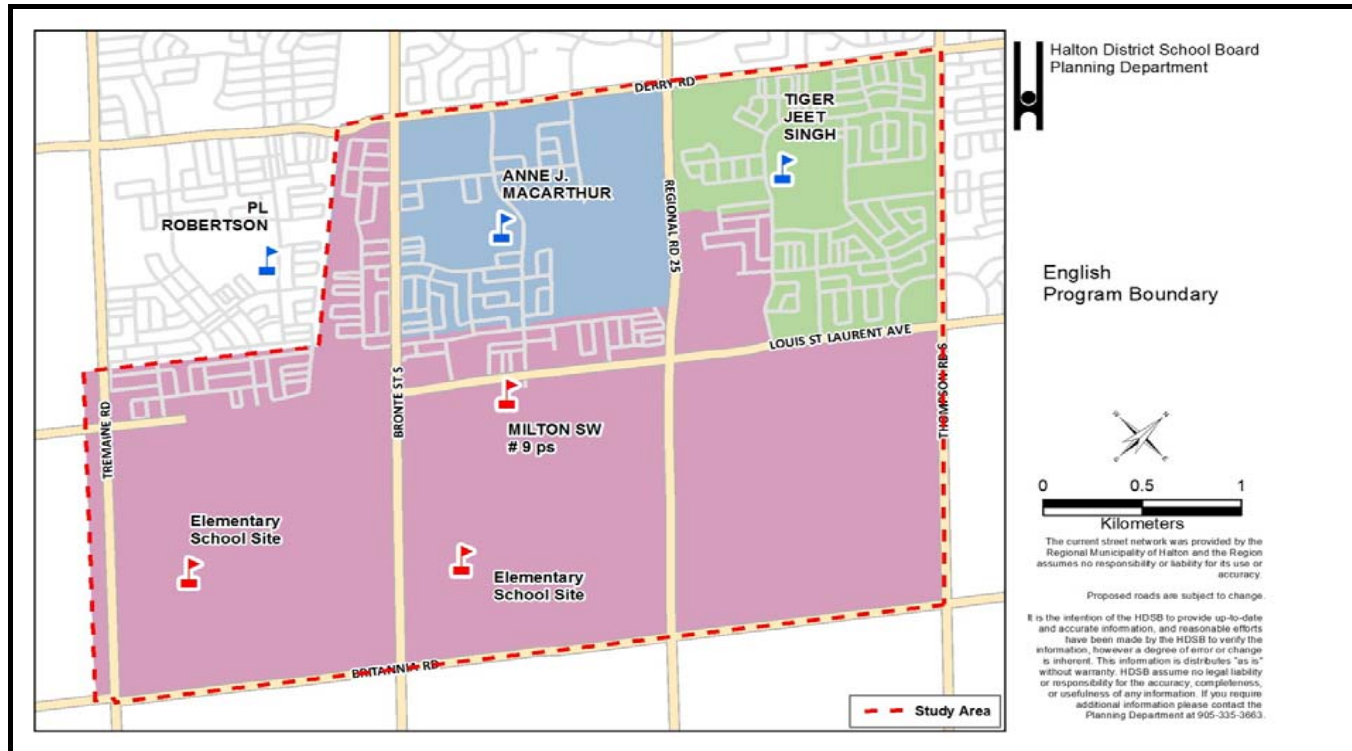 DERRY RD
TIGER
JEET
SINGH
ANNE J.
MACARTHUR
PL
ROBERTSON
REGIONAL RD 25
LOUIS ST LAURENT AVE
THOMPSON RD S
BRONTE ST S
TREMAINE RD
MILTON SW
# 9 ps
Elementary
School Site
Elementary
School Site
BRITANNIA RD
Study Area
Halton District School Board
Planning Department
English
Program Boundary
0 0.5 1
Kilometers
The current street network was provided by the
Regional Municipality of Halton and the Region
assumes no responsibility or liability for its use or
accuracy.
Proposed roads are subject to change.
It is the intention of the HDSB to provide up-to-date
and accurate information, and reasonable efforts
have been made by the HDSB to verify the
information, however a degree of error or change
is inherent. This information is distributes "as is"
without warranty. HDSB assume no legal liability
or responsibility for the accuracy, completeness,
or usefulness of any information. If you require
additional information please contact the
Planning Department at 905-335-3663.